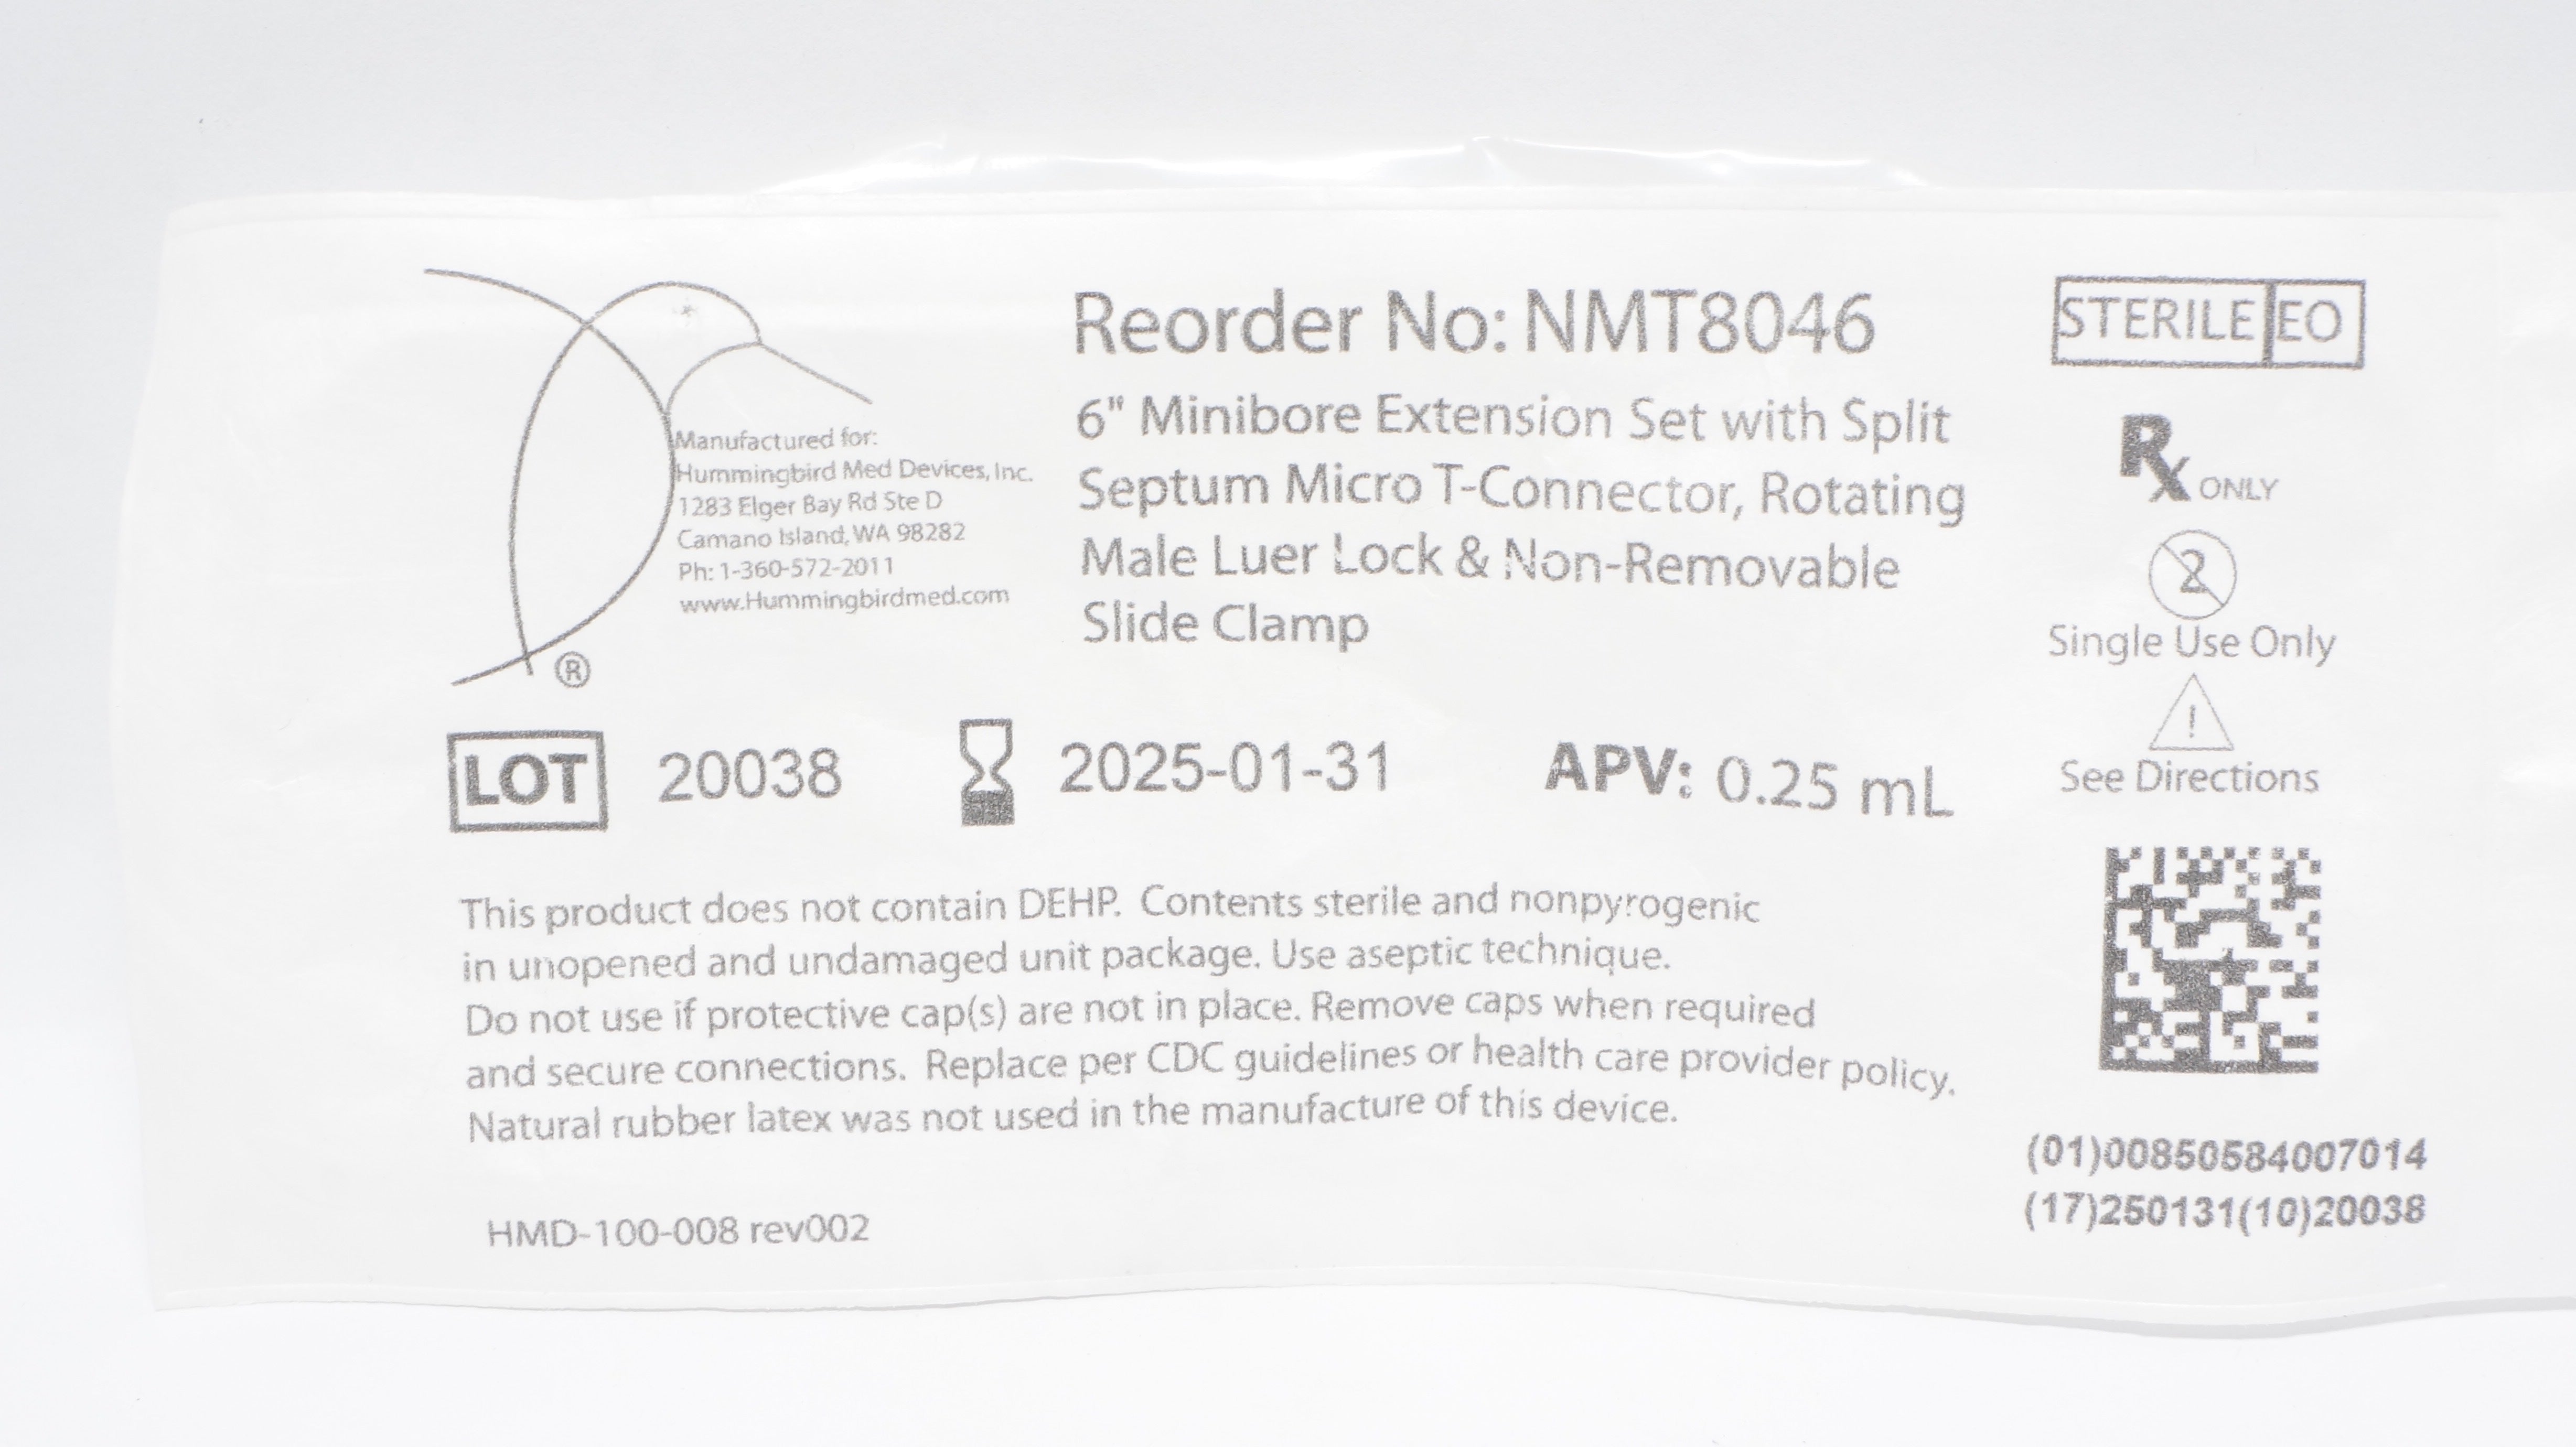 Manufactured for:
Hummingbird Med Devices, Inc.
1283 Elger Bay Rd Ste D
Camano Island, WA 98282
Ph: 1-360-572-2011
www.Hummingbirdmed.com
®
Reorder No: NMT8046
6" Minibore Extension Set with Split
Septum Micro T-Connector, Rotating
Male Luer Lock & Non-Removable
Slide Clamp
STERILE EO
Rx ONLY
2
Single Use Only
!
See Directions
LOT 20038 2025-01-31 APV: 0.25 mL
This product does not contain DEHP. Contents sterile and nonpyrogenic
in unopened and undamaged unit package. Use aseptic technique.
Do not use if protective cap(s) are not in place. Remove caps when required
and secure connections. Replace per CDC guidelines or health care provider policy.
Natural rubber latex was not used in the manufacture of this device.
(01)00850584007014
(17)250131(10)20038
HMD-100-008 rev002